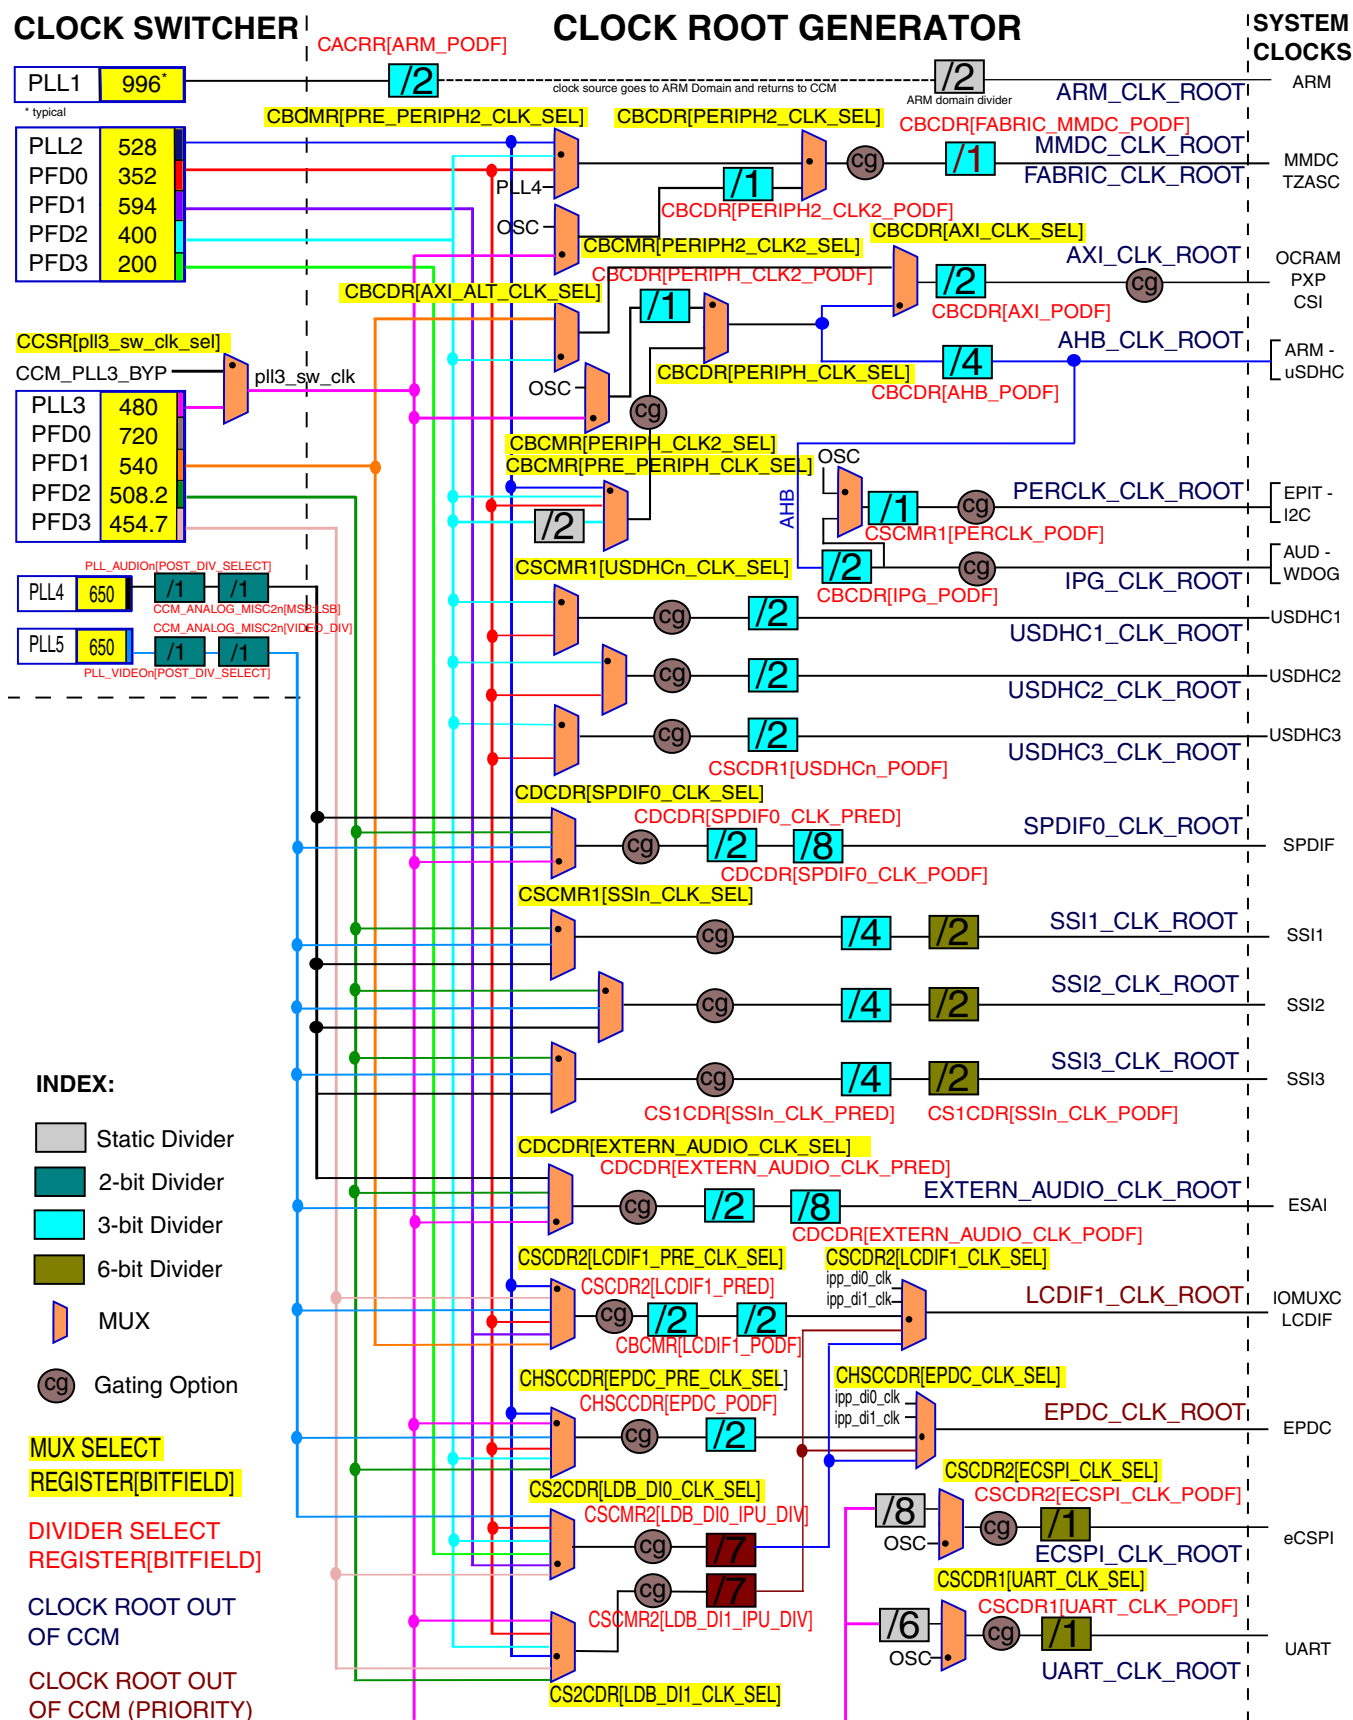 CLOCK SWITCHER
CLOCK ROOT GENERATOR
SYSTEM
CLOCKS
CACRR[ARM_PODF]
PLL1 996*
* typical
/2
clock source goes to ARM Domain and returns to CCM
/2
ARM domain divider
ARM_CLK_ROOT
ARM
CBCMR[PRE_PERIPH2_CLK_SEL]
CBCDR[PERIPH2_CLK_SEL]
CBCDR[FABRIC_MMDC_PODF]
PLL2 528
PFD0 352
PFD1 594
PFD2 400
PFD3 200
PLL4
OSC
/1
cg
/1
MMDC_CLK_ROOT
FABRIC_CLK_ROOT
MMDC
TZASC
CBCDR[PERIPH2_CLK2_PODF]
CBCMR[PERIPH2_CLK2_SEL]
CBCDR[AXI_CLK_SEL]
CBCDR[PERIPH_CLK2_PODF]
AXI_CLK_ROOT
OCRAM
PXP
CSI
CBCDR[AXI_ALT_CLK_SEL]
/1
/2
cg
CBCDR[AXI_PODF]
CCSR[pll3_sw_clk_sel]
CCM_PLL3_BYP
pll3_sw_clk
AHB_CLK_ROOT
ARM -
uSDHC
/4
CBCDR[PERIPH_CLK_SEL]
CBCDR[AHB_PODF]
OSC
cg
PLL3 480
PFD0 720
PFD1 540
PFD2 508.2
PFD3 454.7
CBCMR[PERIPH_CLK2_SEL]
CBCMR[PRE_PERIPH_CLK_SEL]
OSC
/2
AHB
/1
cg
PERCLK_CLK_ROOT
EPIT -
I2C
CSCMR1[PERCLK_PODF]
/2
cg
AUD -
WDOG
IPG_CLK_ROOT
CBCDR[IPG_PODF]
PLL_AUDIOn[POST_DIV_SELECT]
PLL4 650
/1 /1
CCM_ANALOG_MISC2n[MSB:LSB]
CCM_ANALOG_MISC2n[VIDEO_DIV]
PLL5 650
/1 /1
PLL_VIDEOn[POST_DIV_SELECT]
CSCMR1[USDHCn_CLK_SEL]
cg /2
USDHC1
USDHC1_CLK_ROOT
cg /2
USDHC2
USDHC2_CLK_ROOT
cg /2
USDHC3
USDHC3_CLK_ROOT
CSCDR1[USDHCn_PODF]
CDCDR[SPDIF0_CLK_SEL]
CDCDR[SPDIF0_CLK_PRED]
SPDIF0_CLK_ROOT
cg /2 /8
SPDIF
CDCDR[SPDIF0_CLK_PODF]
CSCMR1[SSIn_CLK_SEL]
SSI1_CLK_ROOT
cg /4 /2
SSI1
SSI2_CLK_ROOT
cg /4 /2
SSI2
SSI3_CLK_ROOT
cg /4 /2
SSI3
CS1CDR[SSIn_CLK_PRED]
CS1CDR[SSIn_CLK_PODF]
CDCDR[EXTERN_AUDIO_CLK_SEL]
CDCDR[EXTERN_AUDIO_CLK_PRED]
EXTERN_AUDIO_CLK_ROOT
cg /2 /8
ESAI
CDCDR[EXTERN_AUDIO_CLK_PODF]
CSCDR2[LCDIF1_PRE_CLK_SEL]
CSCDR2[LCDIF1_CLK_SEL]
CSCDR2[LCDIF1_PRED]
ipp_di0_clk
ipp_di1_clk
LCDIF1_CLK_ROOT
IOMUXC
LCDIF
cg /2 /2
CBCMR[LCDIF1_PODF]
CHSCCDR[EPDC_PRE_CLK_SEL]
CHSCCDR[EPDC_CLK_SEL]
CHSCCDR[EPDC_PODF]
ipp_di0_clk
ipp_di1_clk
EPDC_CLK_ROOT
EPDC
cg /2
CS2CDR[LDB_DI0_CLK_SEL]
CSCMR2[LDB_DI0_IPU_DIV]
cg /7
cg /7
CSCMR2[LDB_DI1_IPU_DIV]
CS2CDR[LDB_DI1_CLK_SEL]
CSCDR2[ECSPI_CLK_SEL]
CSCDR2[ECSPI_CLK_PODF]
/8
OSC
cg /1
eCSPI
ECSPI_CLK_ROOT
CSCDR1[UART_CLK_SEL]
CSCDR1[UART_CLK_PODF]
/6
OSC
cg /1
UART
UART_CLK_ROOT
INDEX:
Static Divider
2-bit Divider
3-bit Divider
6-bit Divider
MUX
cg Gating Option
MUX SELECT
REGISTER[BITFIELD]
DIVIDER SELECT
REGISTER[BITFIELD]
CLOCK ROOT OUT
OF CCM
CLOCK ROOT OUT
OF CCM (PRIORITY)